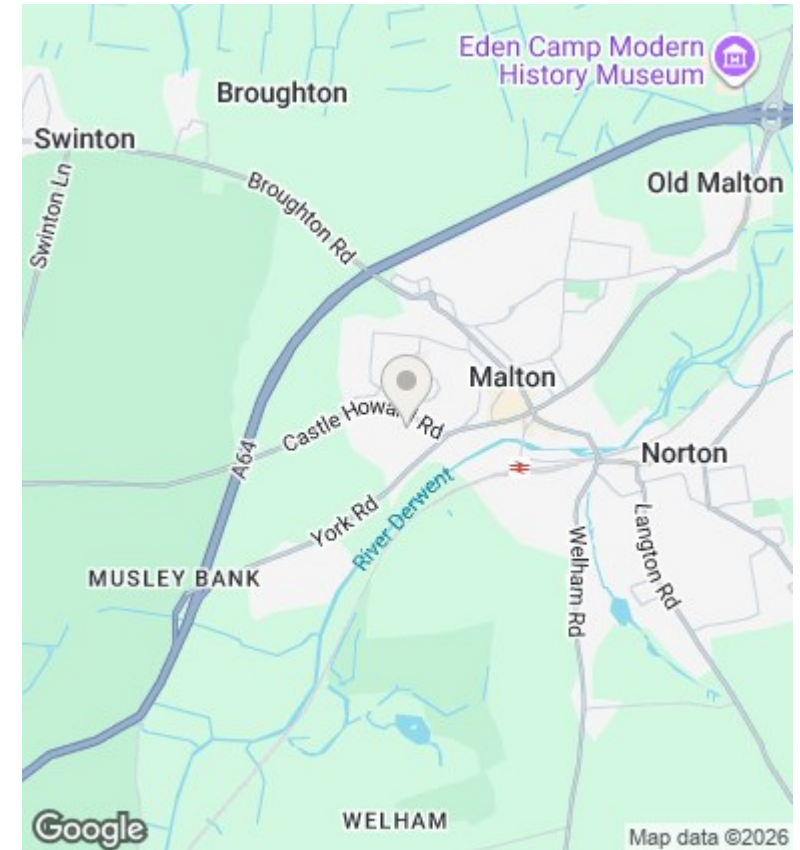 Eden Camp Modern
History Museum
Broughton
Swinton
Swinton Ln
Broughton Rd
Old Malton
Malton
Castle Howard Rd
A64
Norton
York Rd
River Derwent
MUSLEY BANK
Welham Rd
Langton Rd
WELHAM
Google
Map data ©2026